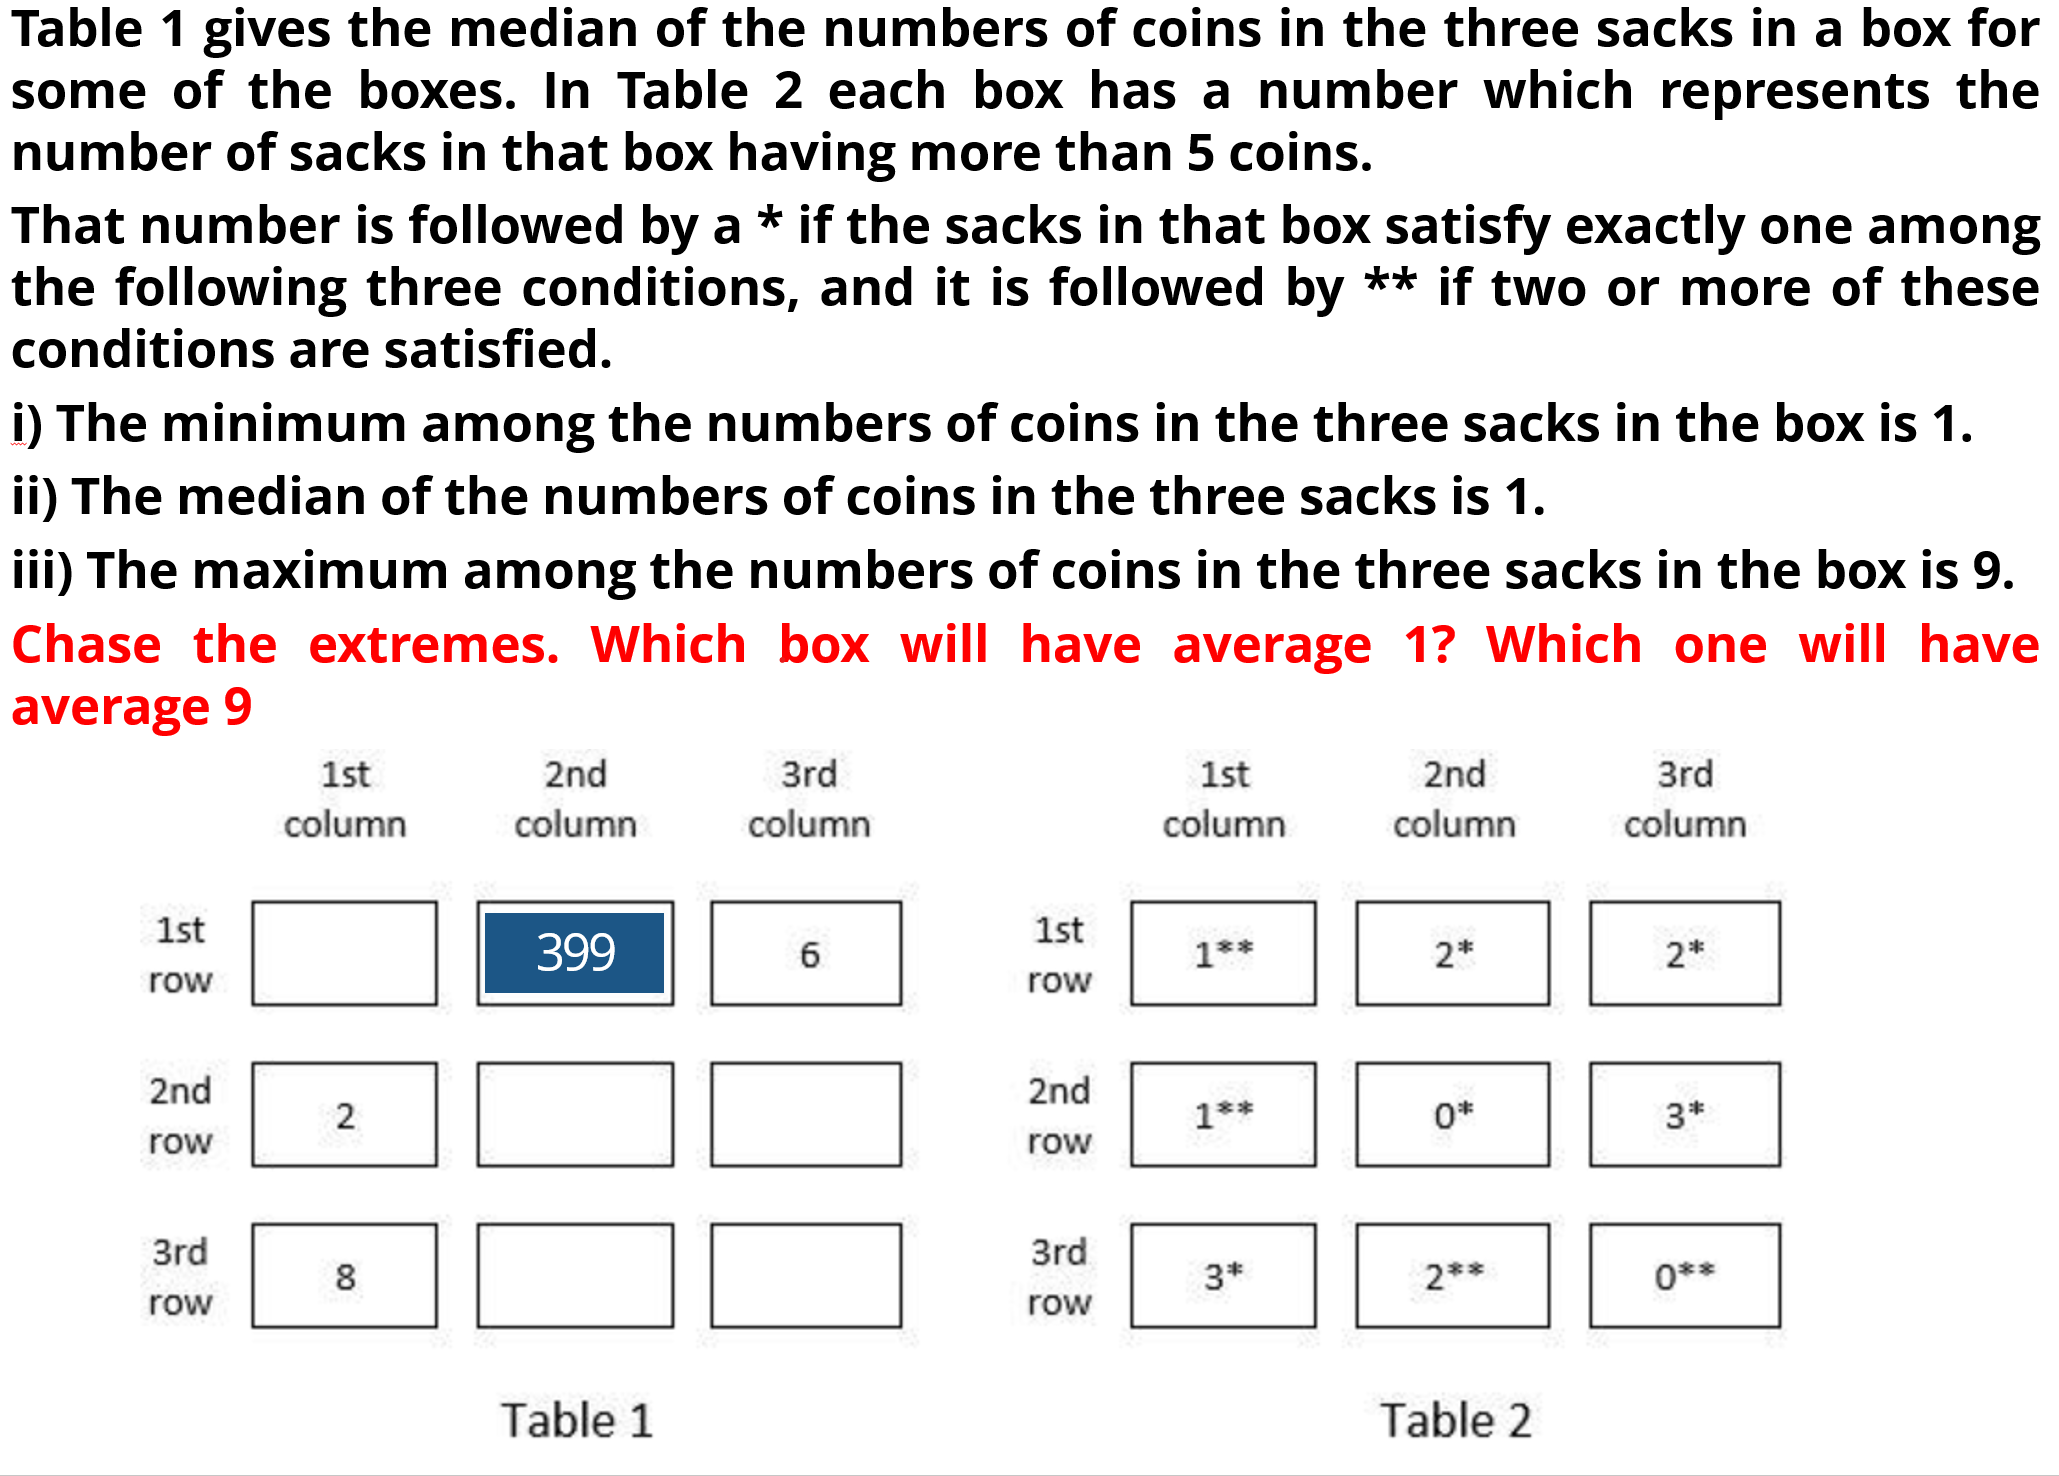 Table 1 gives the median of the numbers of coins in the three sacks in a box for
some of the boxes. In Table 2 each box has a number which represents the
number of sacks in that box having more than 5 coins.
That number is followed by a * if the sacks in that box satisfy exactly one among
the following three conditions, and it is followed by ** if two or more of these
conditions are satisfied.
i) The minimum among the numbers of coins in the three sacks in the box is 1.
ii) The median of the numbers of coins in the three sacks is 1.
iii) The maximum among the numbers of coins in the three sacks in the box is 9.
Chase the extremes. Which box will have average 1? Which one will have
average 9
1st column 2nd column 3rd column
1st row 399 6
2nd row 2
3rd row 8
Table 1
1st column 2nd column 3rd column
1st row 1** 2* 2*
2nd row 1** 0* 3*
3rd row 3* 2** 0**
Table 2